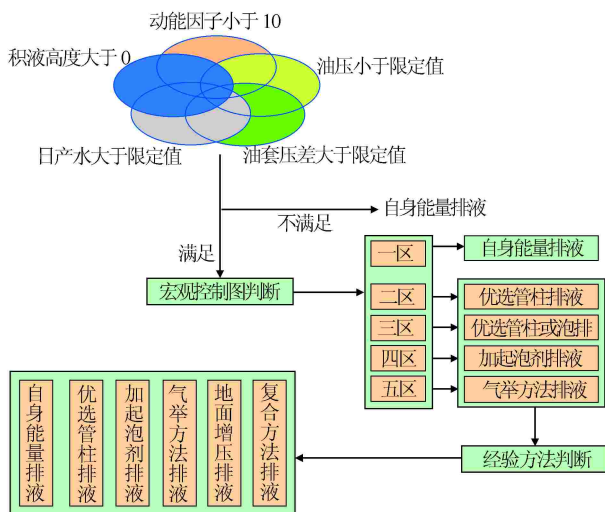 动能因子小于10
积液高度大于0
油压小于限定值
日产水大于限定值
油套压差大于限定值
不满足
自身能量排液
满足
宏观控制图判断
一区
自身能量排液
二区
优选管柱排液
三区
优选管柱或泡排
四区
加起泡剂排液
五区
气举方法排液
经验方法判断
自身能量排液
优选管柱排液
加起泡剂排液
气举方法排液
地面增压排液
复合方法排液